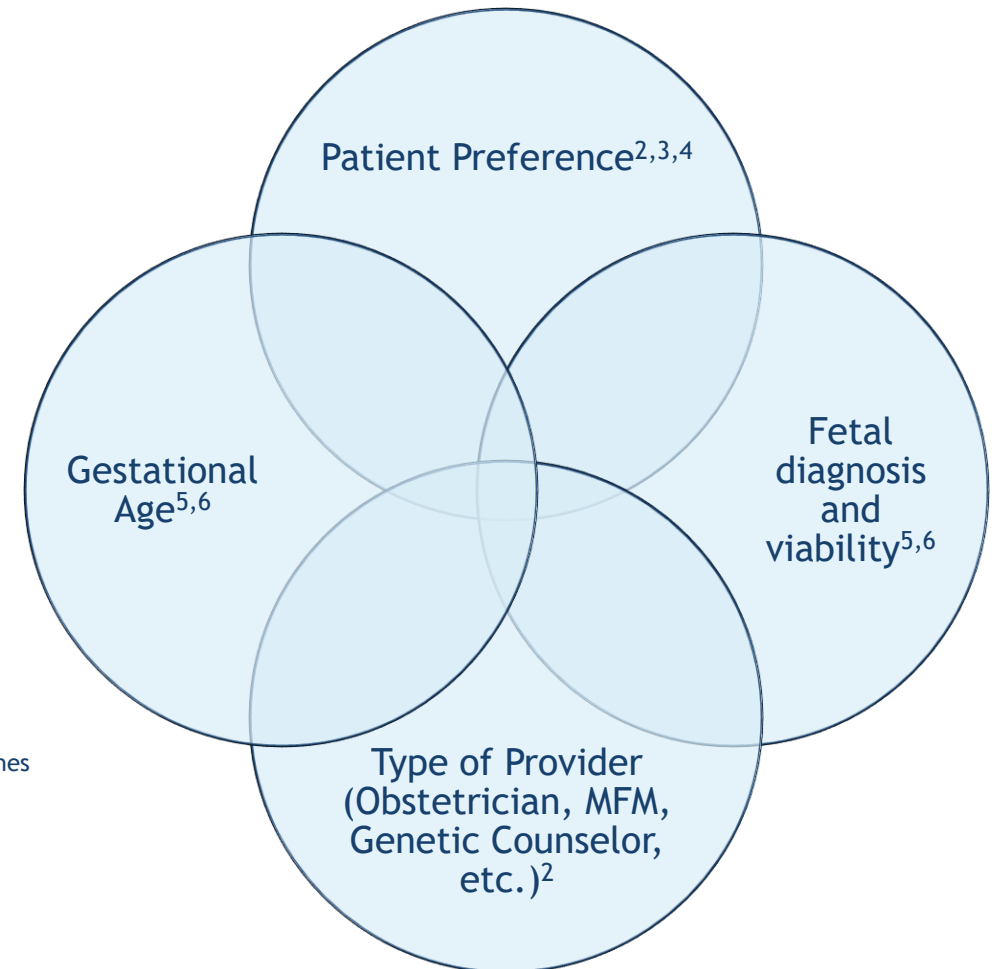 Patient Preference2,3,4
Gestational
Age5,6
Fetal
diagnosis
and
viability5,6
Type of Provider
(Obstetrician, MFM,
Genetic Counselor,
etc.)2